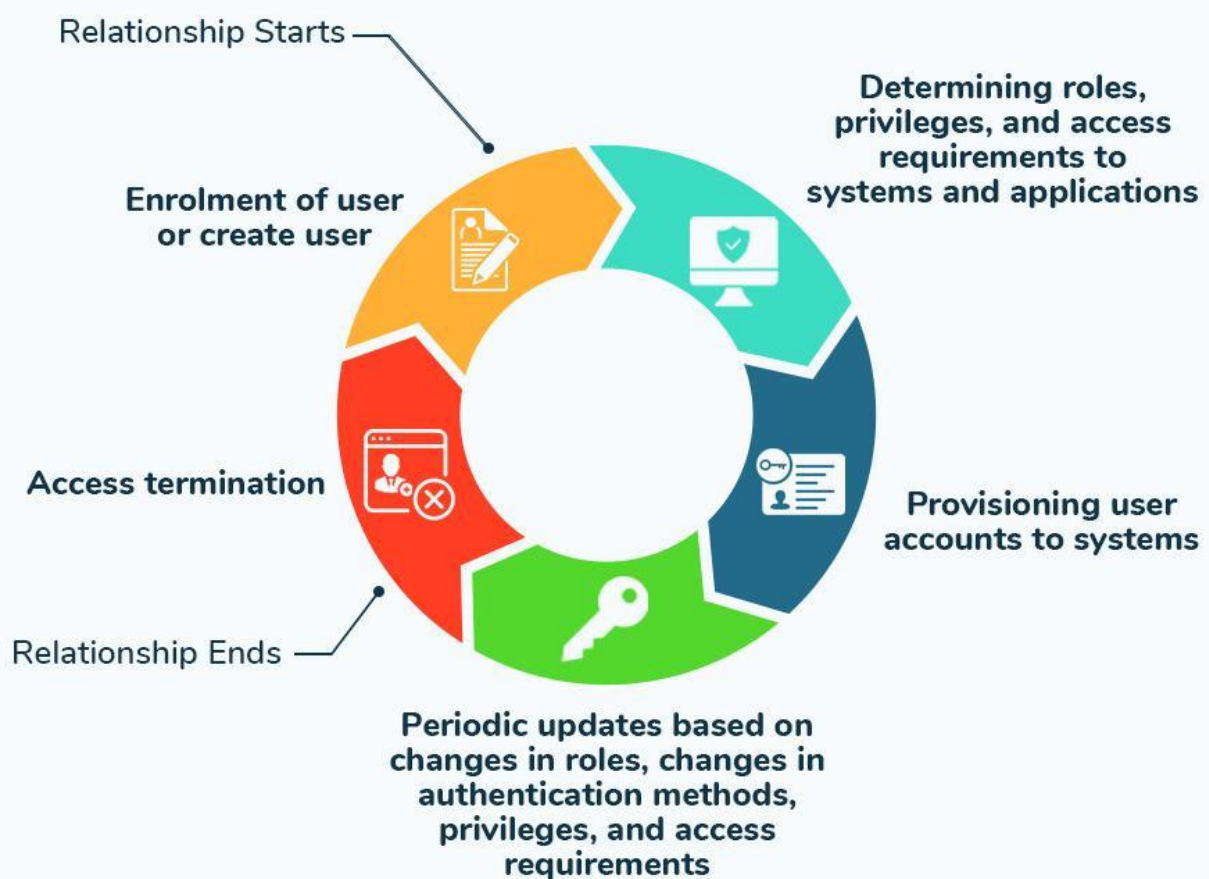 Relationship Starts
Enrolment of user
or create user
Determining roles,
privileges, and access
requirements to
systems and applications
Provisioning user
accounts to systems
Periodic updates based on
changes in roles, changes in
authentication methods,
privileges, and access
requirements
Access termination
Relationship Ends